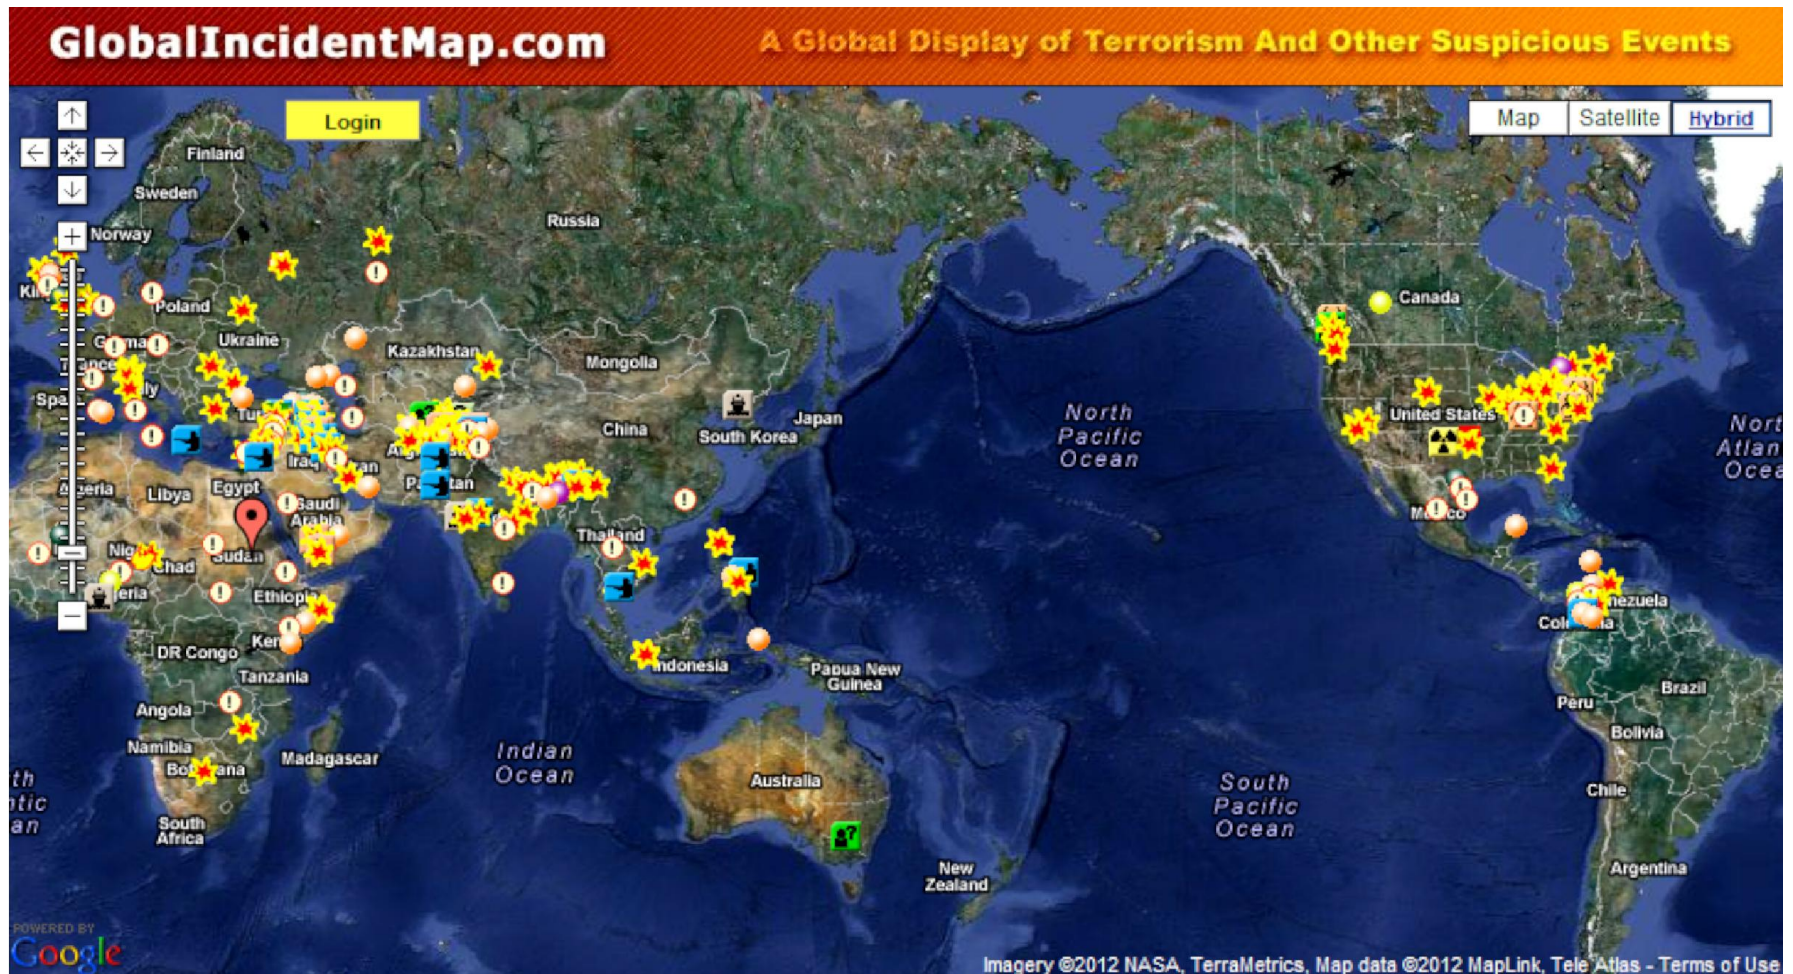 GlobalIncidentMap.com
A Global Display of Terrorism And Other Suspicious Events
Login
Map
Satellite
Hybrid
Finland
Sweden
Norway
Russia
Poland
Ukraine
Kazakhstan
Mongolia
China
South Korea
Japan
North
Pacific
Ocean
Canada
United States
Libya
Egypt
Saudi
Arabia
Chad
Sudan
Ethiopia
DR Congo
Tanzania
Angola
Namibia
Madagascar
South
Africa
Thailand
Papua New
Guinea
Indian
Ocean
Australia
New
Zealand
South
Pacific
Ocean
Peru
Brazil
Bolivia
Chile
Argentina
POWERED BY
Google
Imagery ©2012 NASA, TerraMetrics, Map data ©2012 MapLink, Tele Atlas - Terms of Use